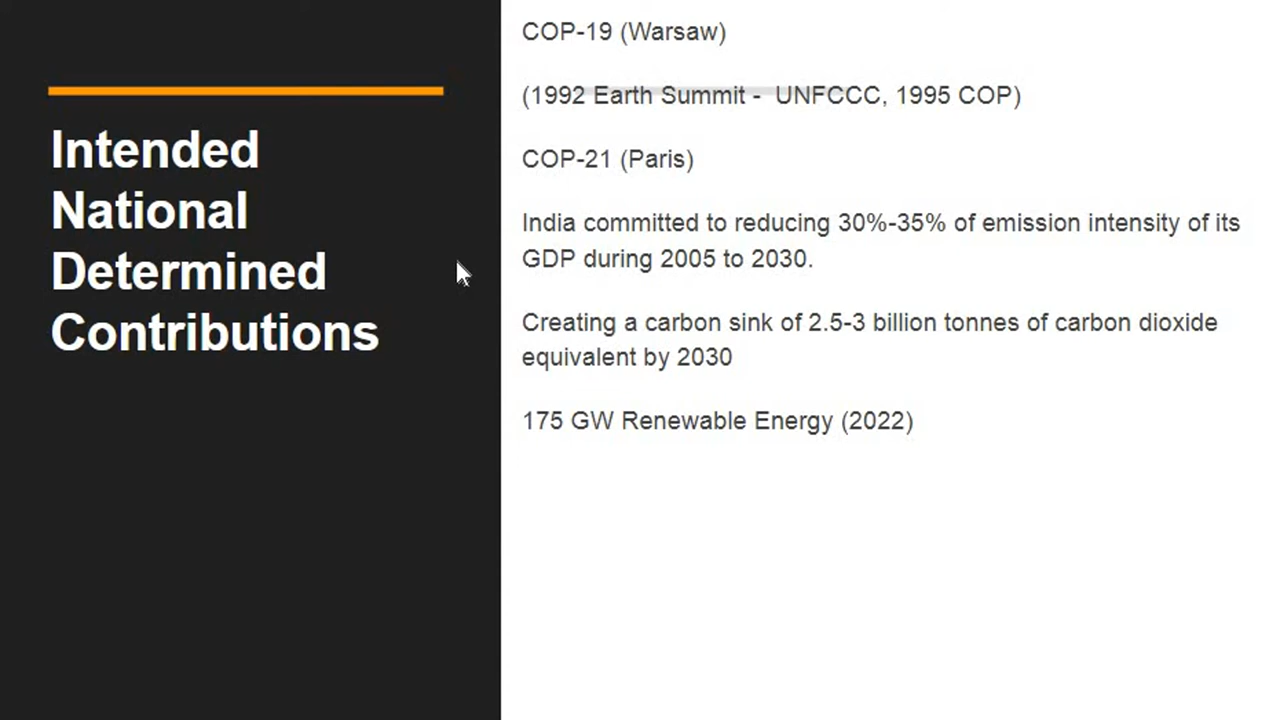 Intended
National
Determined
Contributions
COP-19 (Warsaw)
(1992 Earth Summit - UNFCCC, 1995 COP)
COP-21 (Paris)
India committed to reducing 30%-35% of emission intensity of its
GDP during 2005 to 2030.
Creating a carbon sink of 2.5-3 billion tonnes of carbon dioxide
equivalent by 2030
175 GW Renewable Energy (2022)